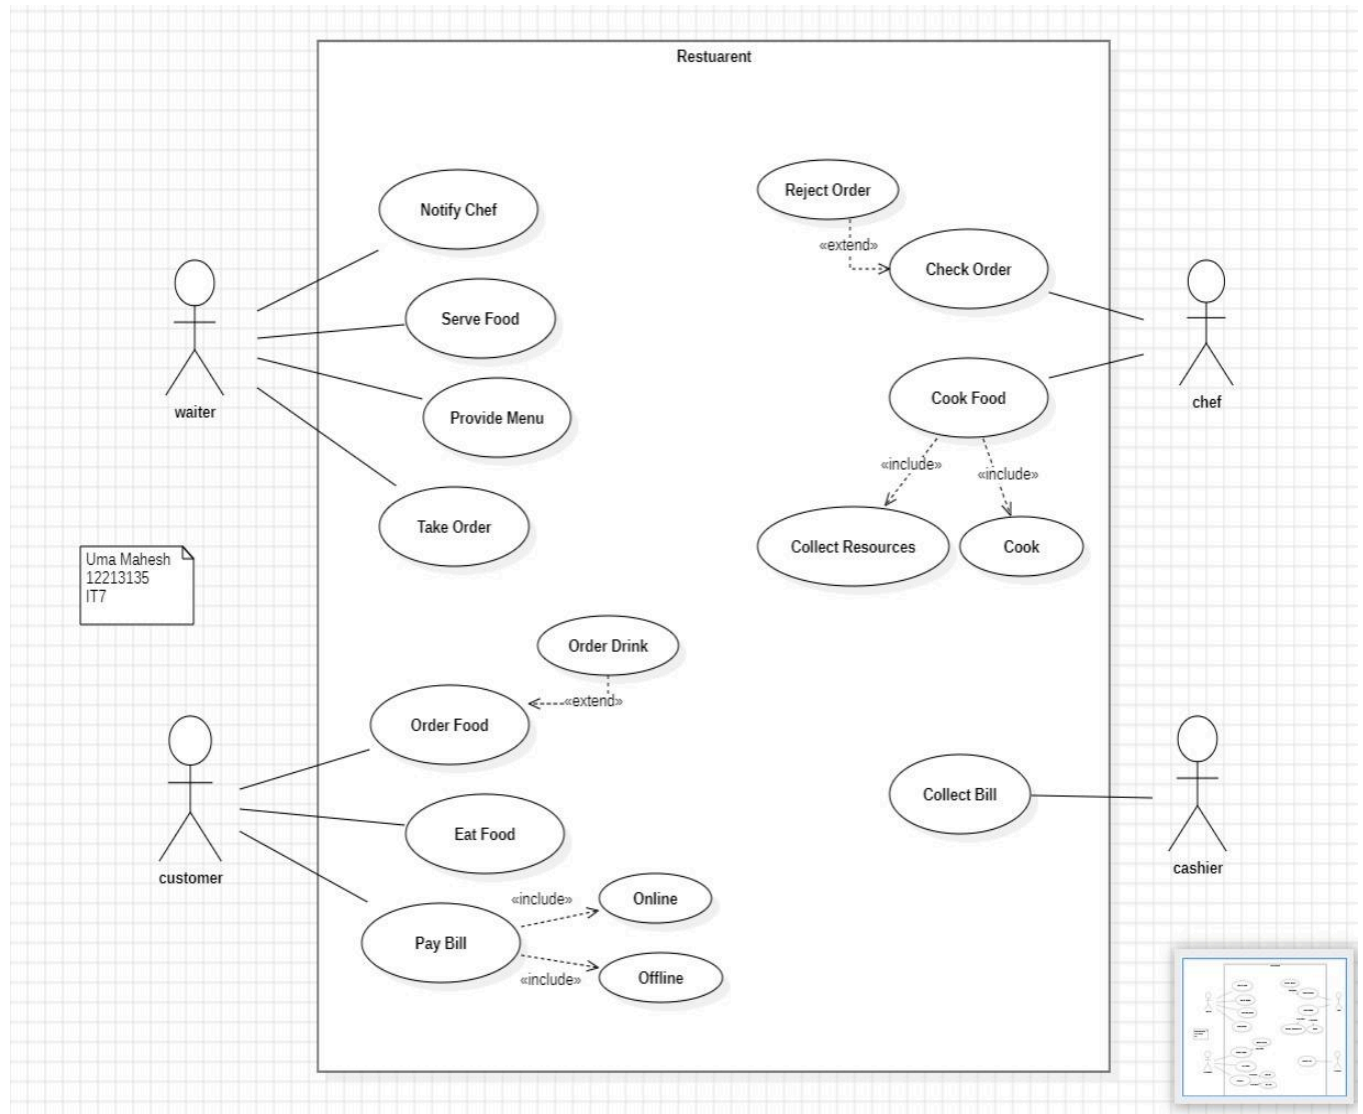 Restuarent
Reject Order
Notify Chef
«extend»
Check Order
Serve Food
waiter
chef
Cook Food
Provide Menu
«include»
«include»
Take Order
Collect Resources
Cook
Uma Mahesh
12213135
IT7
Order Drink
«extend»
Order Food
Collect Bill
Eat Food
customer
cashier
«include»
Online
Pay Bill
«include»
Offline